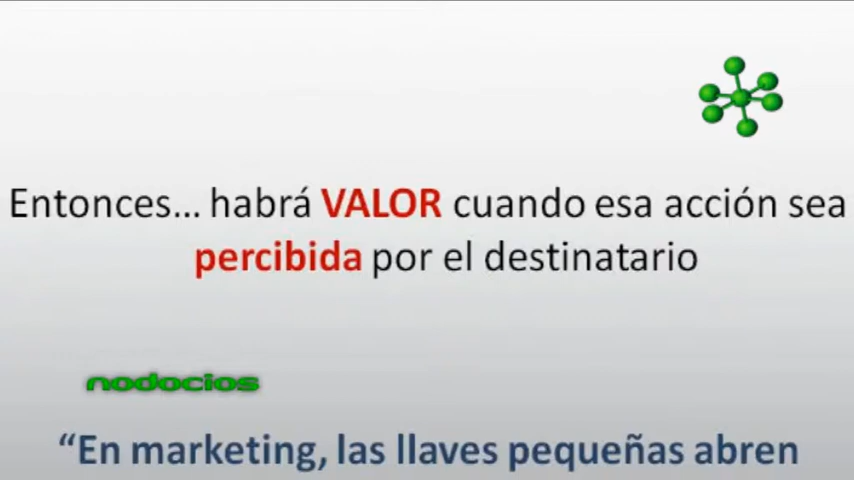 Entonces... habrá VALOR cuando esa acción sea
percibida por el destinatario
nodocios
“En marketing, las llaves pequeñas abren